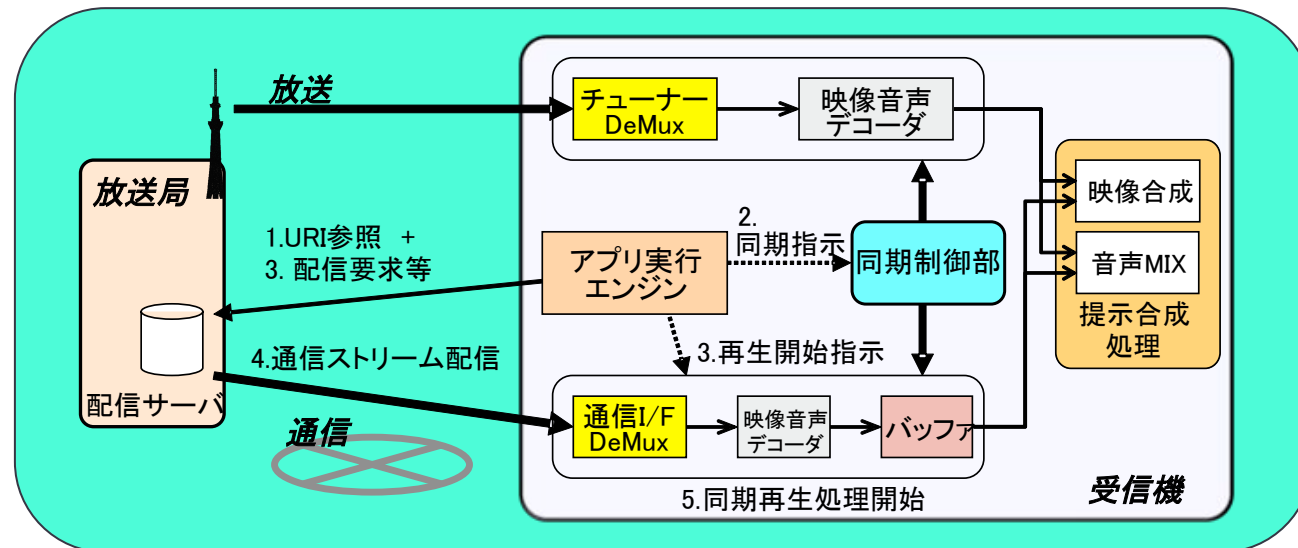 放送
放送局
配信サーバ
1.URI参照 +
3. 配信要求等
4.通信ストリーム配信
通信
チューナー
DeMux
映像音声
デコーダ
アプリ実行
エンジン
2.
同期指示
同期制御部
3.再生開始指示
通信I/F
DeMux
映像音声
デコーダ
バッファ
5.同期再生処理開始
映像合成
音声MIX
提示合成
処理
受信機